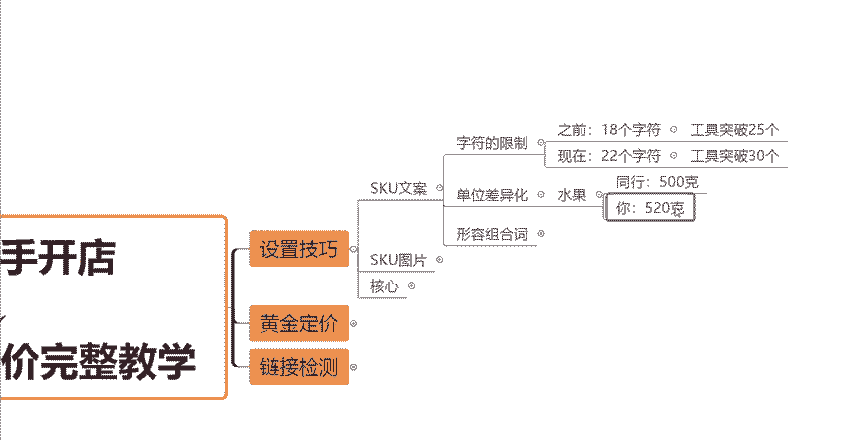 手开店
价完整教学
设置技巧
SKU文案
字符的限制
之前：18个字符
工具突破25个
现在：22个字符
工具突破30个
单位差异化
水果
同行：500克
你：520克
形容组合词
SKU图片
核心
黄金定价
链接检测